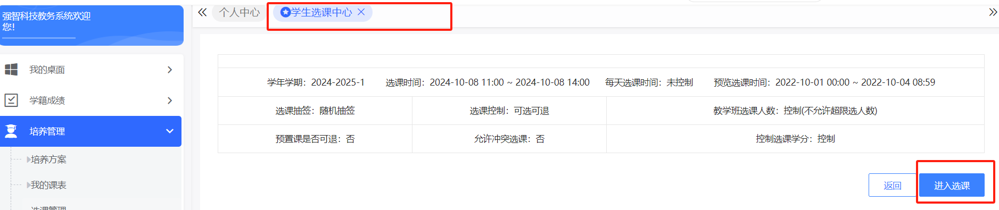 强智科技教务系统欢迎
您!
个人中心
学生选课中心
我的桌面
学籍成绩
培养管理
培养方案
我的课表
选课管理
学年学期：2024-2025-1 选课时间：2024-10-08 11:00 ~ 2024-10-08 14:00 每天选课时间：未控制 预览选课时间：2022-10-01 00:00 ~ 2022-10-04 08:59
选课抽签：随机抽签 选课控制：可选可退 教学班选课人数：控制(不允许超限选人数)
预置课是否可退：否 允许冲突选课：否 控制选课学分：控制
返回 进入选课